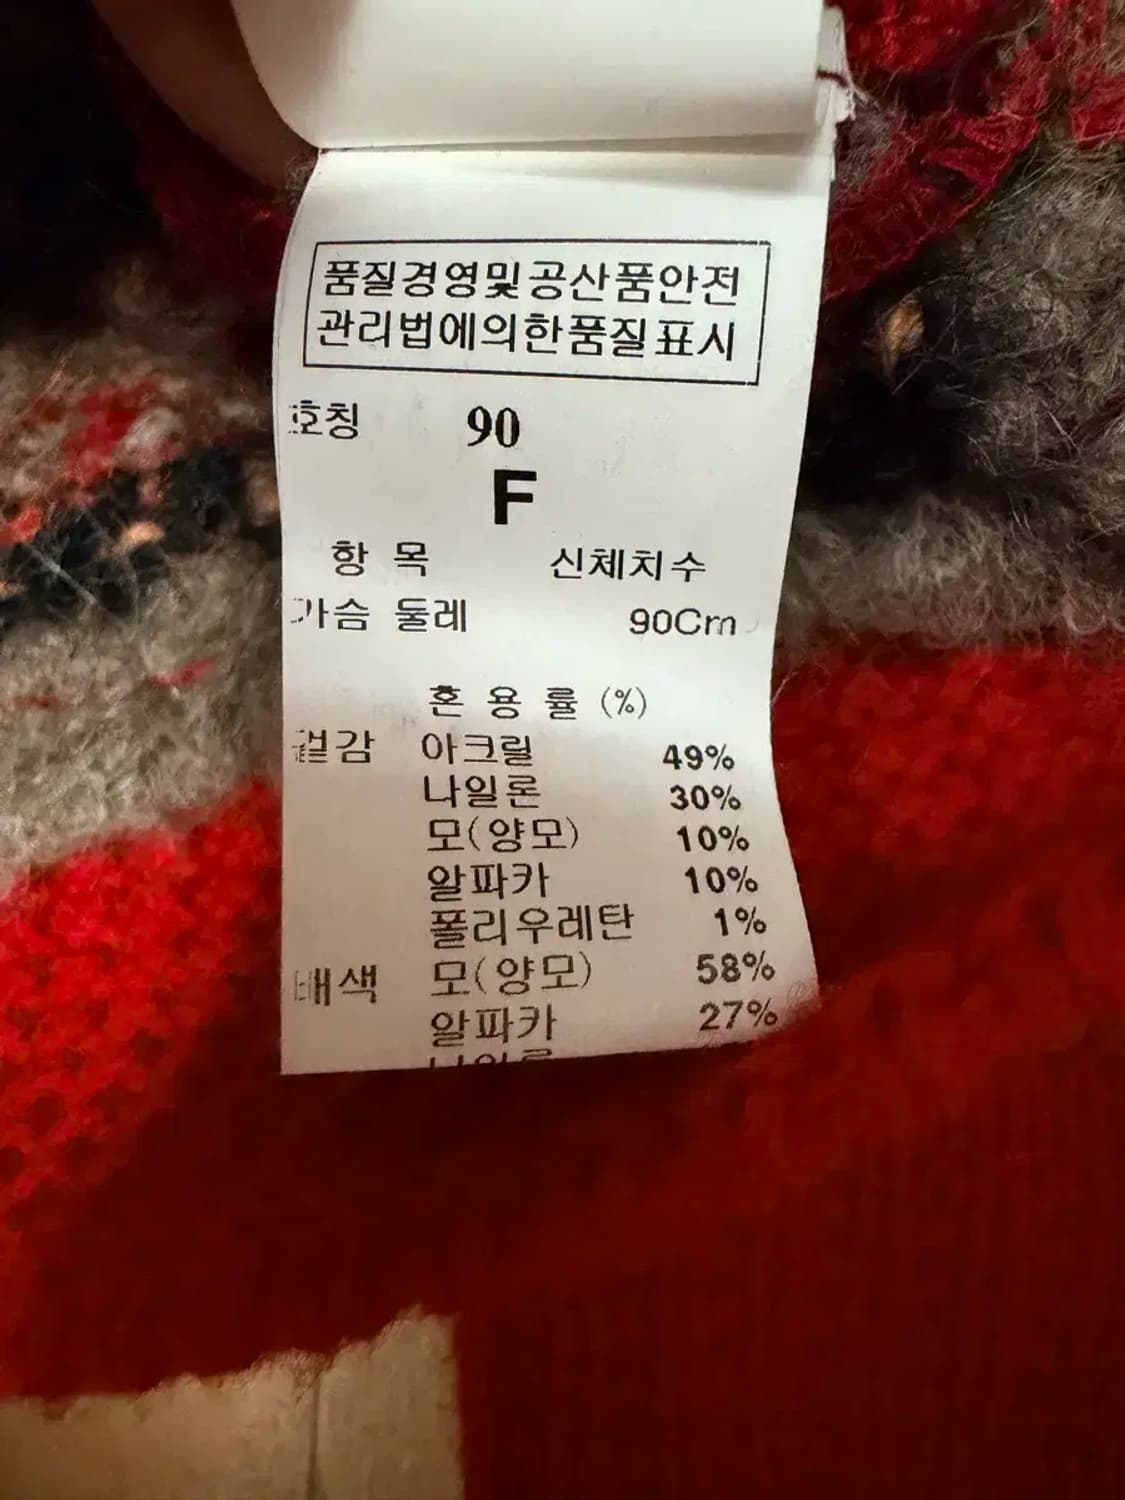 품질경영및공산품안전
관리법에의한품질표시
호칭 90
F
항 목 신체치수
가슴 둘레 90Cm
혼 용 률 (%)
겉감 아크릴 49%
나일론 30%
모(양모) 10%
알파카 10%
폴리우레탄 1%
배색 모(양모) 58%
알파카 27%